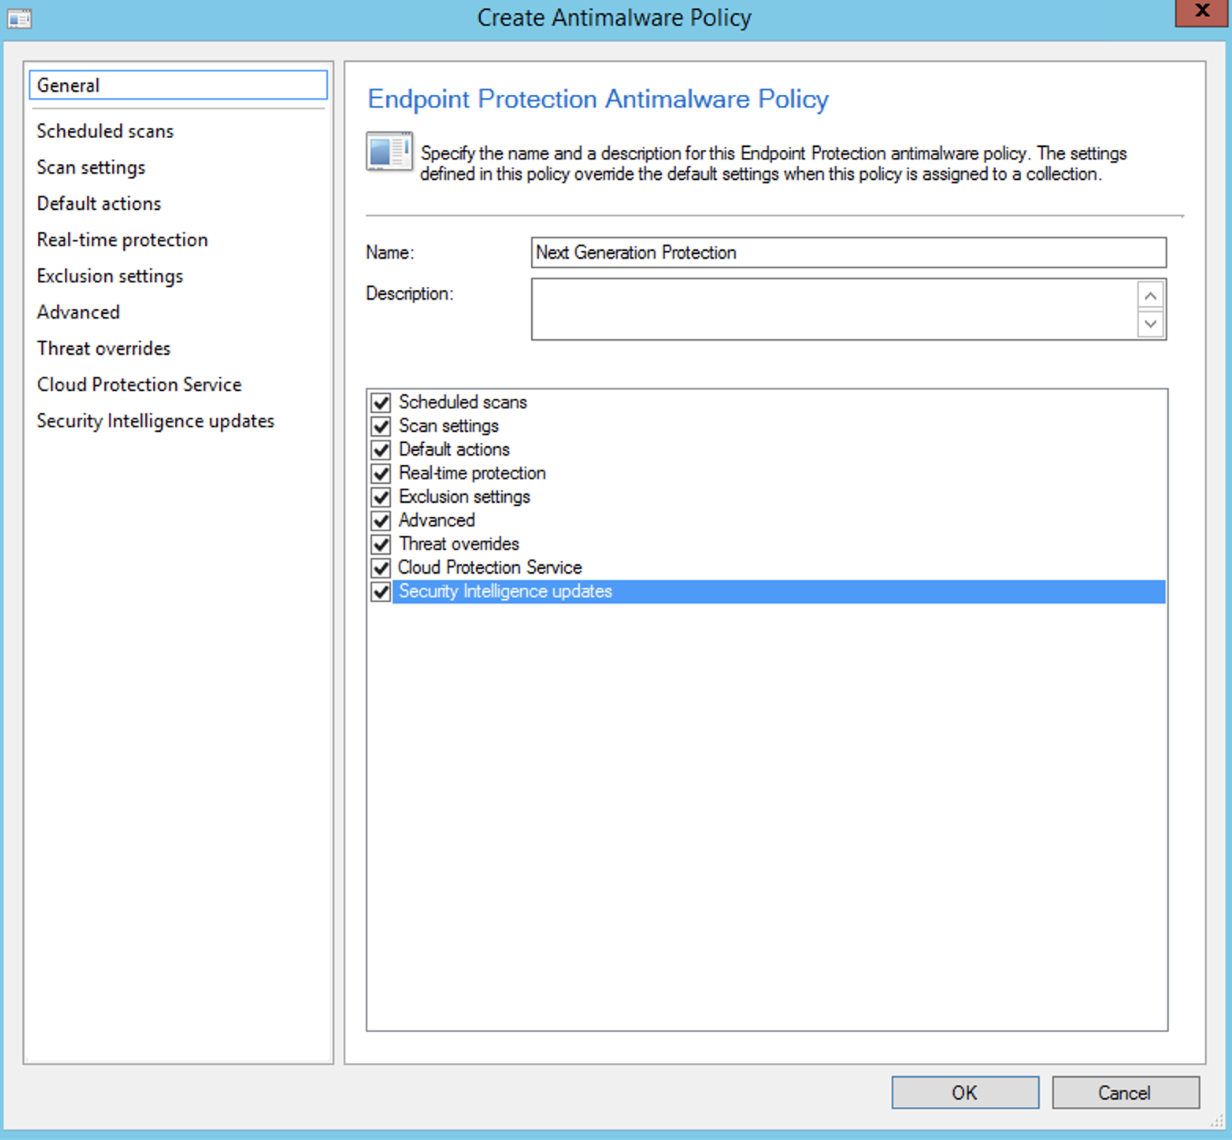 Create Antimalware Policy
X
General
Scheduled scans
Scan settings
Default actions
Real-time protection
Exclusion settings
Advanced
Threat overrides
Cloud Protection Service
Security Intelligence updates
Endpoint Protection Antimalware Policy
Specify the name and a description for this Endpoint Protection antimalware policy. The settings
defined in this policy override the default settings when this policy is assigned to a collection.
Name: Next Generation Protection
Description:
Scheduled scans
Scan settings
Default actions
Real-time protection
Exclusion settings
Advanced
Threat overrides
Cloud Protection Service
Security Intelligence updates
OK Cancel